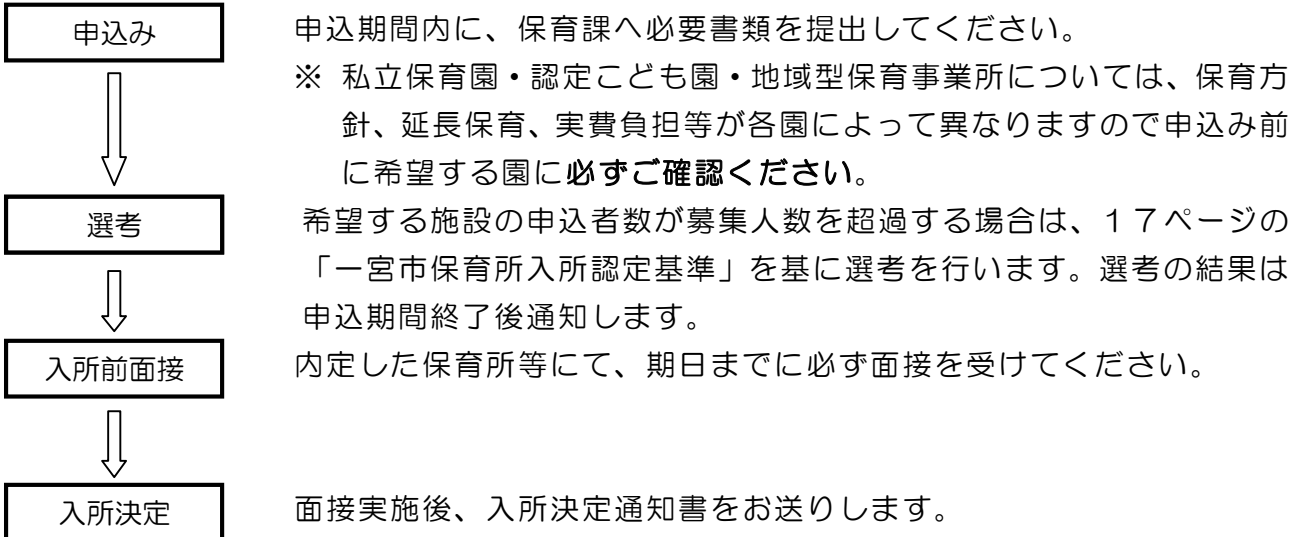 申込み
申込期間内に、保育課へ必要書類を提出してください。
※ 私立保育園・認定こども園・地域型保育事業所については、保育方
針、延長保育、実費負担等が各園によって異なりますので申込み前
に希望する園に必ずご確認ください。
選考
希望する施設の申込者数が募集人数を超過する場合は、17ページの
「一宮市保育所入所認定基準」を基に選考を行います。選考の結果は
申込期間終了後通知します。
入所前面接
内定した保育所等にて、期日までに必ず面接を受けてください。
入所決定
面接実施後、入所決定通知書をお送りします。